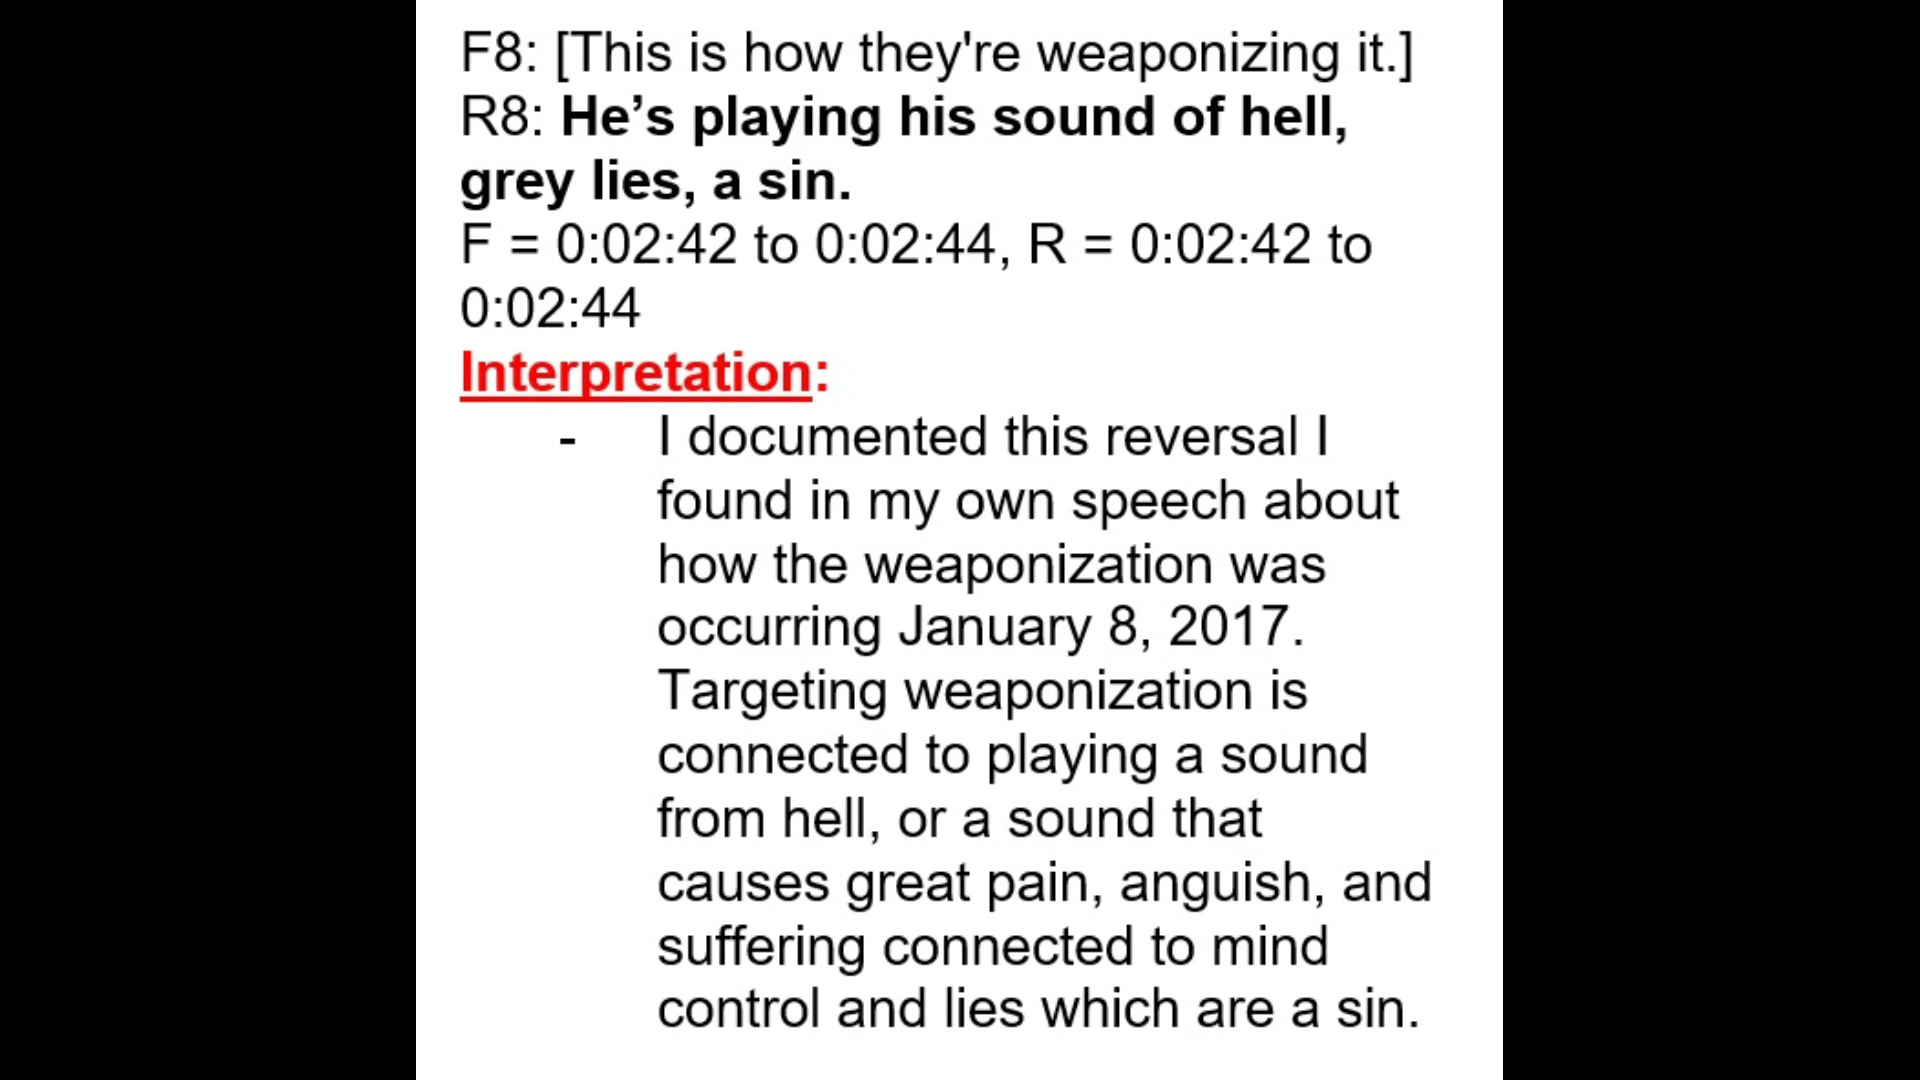 F8: [This is how they're weaponizing it.]
R8: He’s playing his sound of hell,
grey lies, a sin.
F = 0:02:42 to 0:02:44, R = 0:02:42 to
0:02:44
Interpretation:
- I documented this reversal I
found in my own speech about
how the weaponization was
occurring January 8, 2017.
Targeting weaponization is
connected to playing a sound
from hell, or a sound that
causes great pain, anguish, and
suffering connected to mind
control and lies which are a sin.